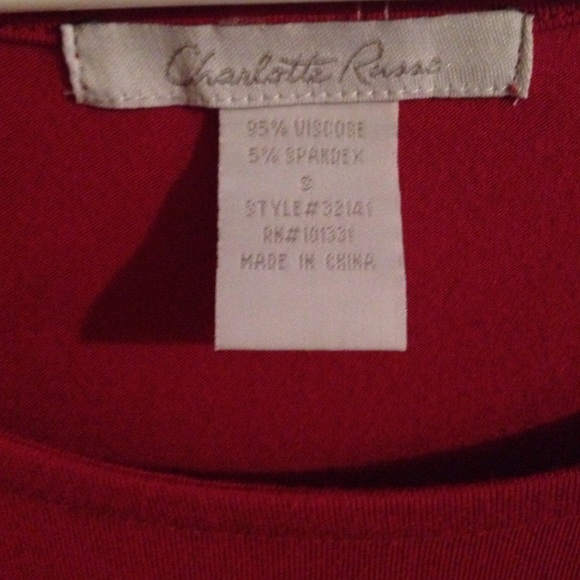 Charlotte Russe
95% VISCOSE
5% SPANDEX
S
STYLE#32141
RN#101331
MADE IN CHINA